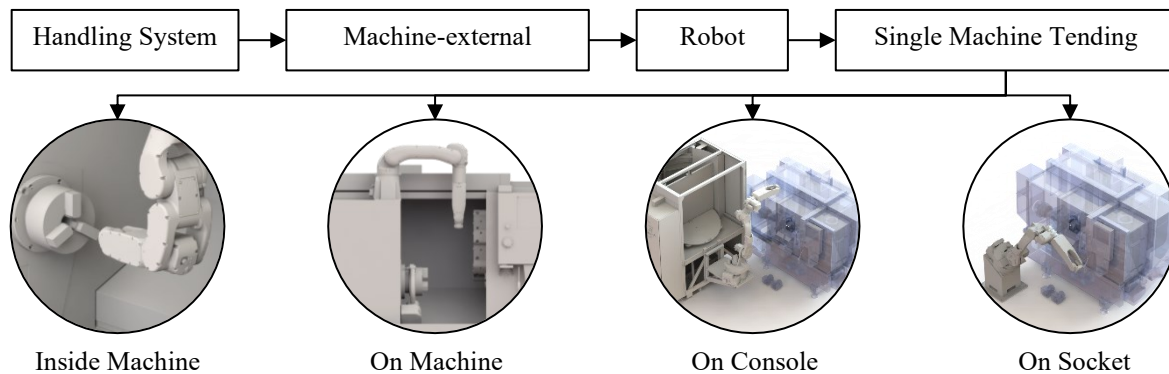 Handling System
Machine-external
Robot
Single Machine Tending
Inside Machine
On Machine
On Console
On Socket